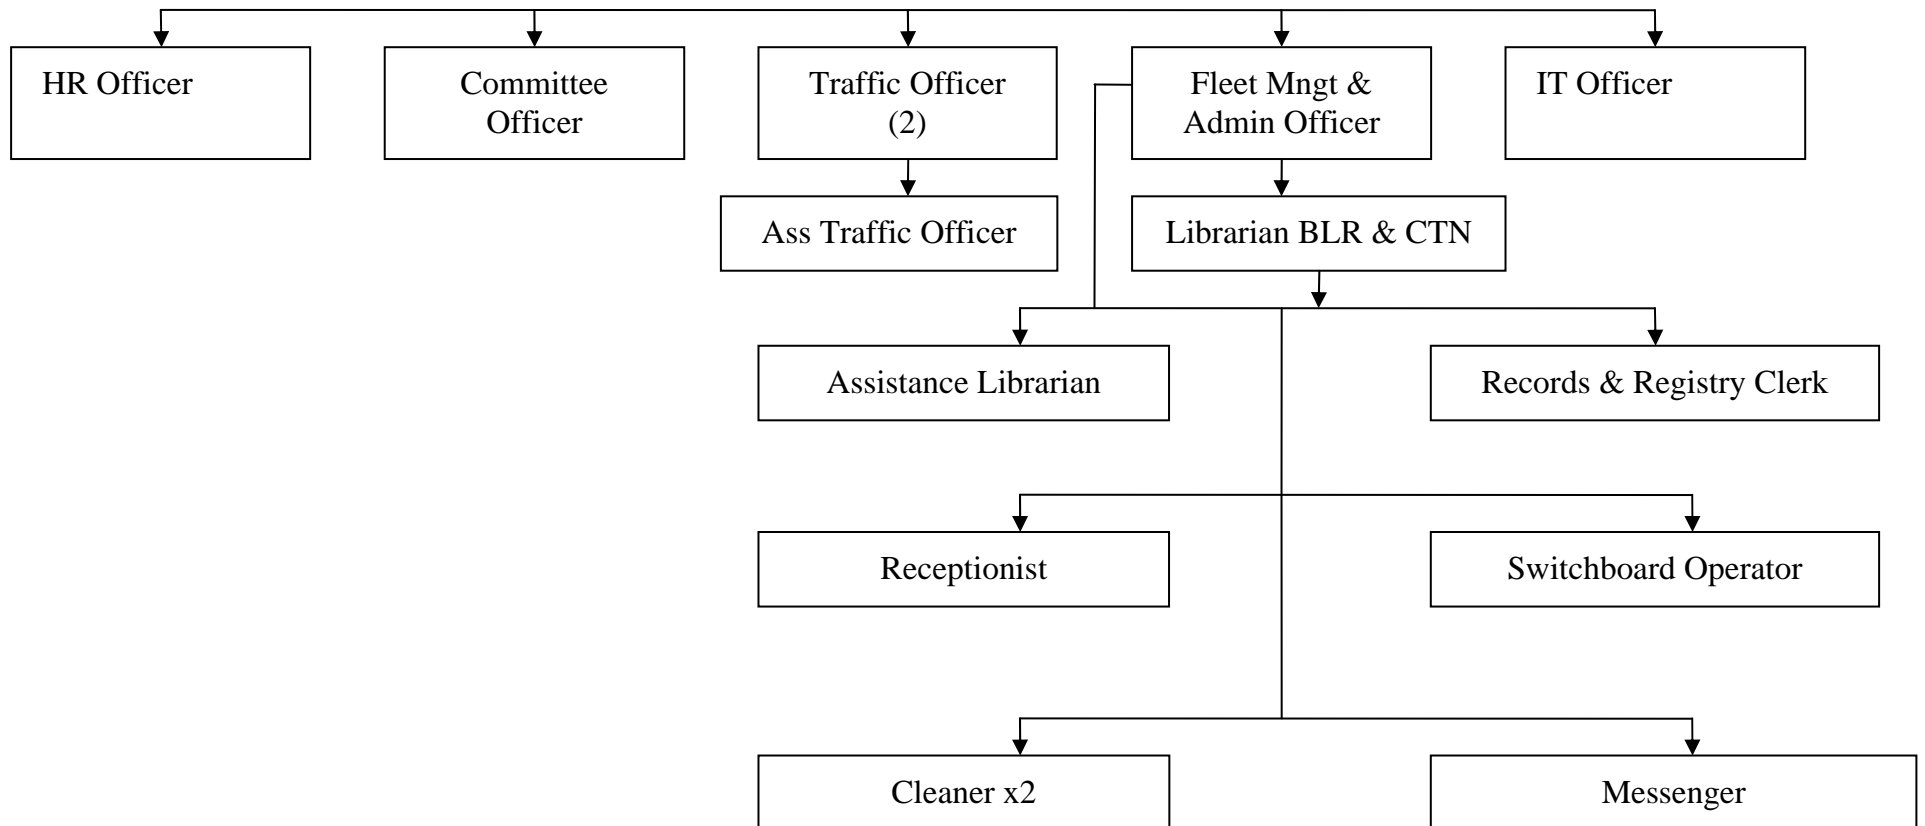 HR Officer
Committee
Officer
Traffic Officer
(2)
Fleet Mngt &
Admin Officer
IT Officer
Ass Traffic Officer
Librarian BLR & CTN
Assistance Librarian
Records & Registry Clerk
Receptionist
Switchboard Operator
Cleaner x2
Messenger